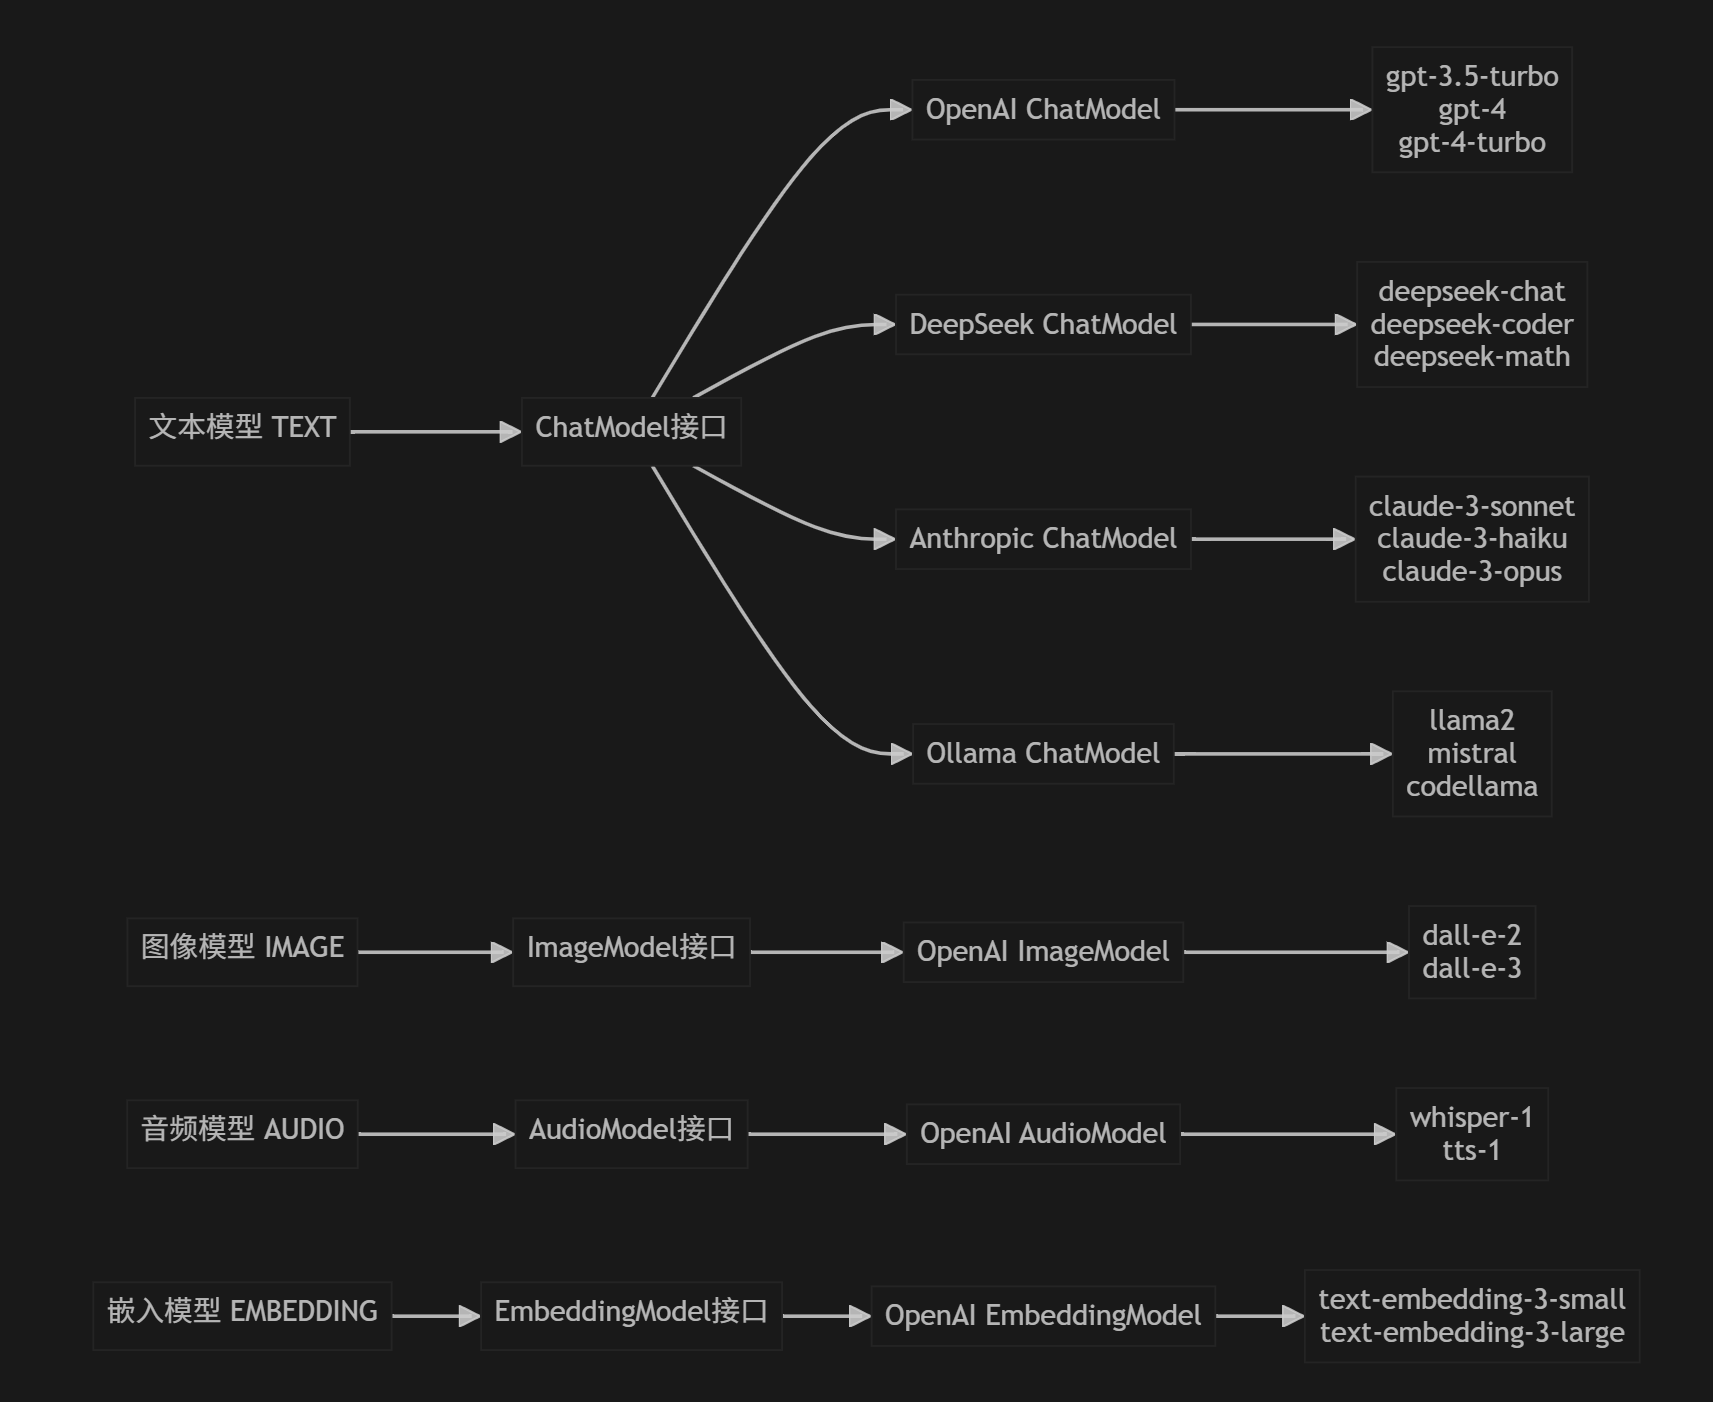 文本模型 TEXT
ChatModel接口
OpenAI ChatModel
gpt-3.5-turbo
gpt-4
gpt-4-turbo
DeepSeek ChatModel
deepseek-chat
deepseek-coder
deepseek-math
Anthropic ChatModel
claude-3-sonnet
claude-3-haiku
claude-3-opus
Ollama ChatModel
llama2
mistral
codellama
图像模型 IMAGE
ImageModel接口
OpenAI ImageModel
dall-e-2
dall-e-3
音频模型 AUDIO
AudioModel接口
OpenAI AudioModel
whisper-1
tts-1
嵌入模型 EMBEDDING
EmbeddingModel接口
OpenAI EmbeddingModel
text-embedding-3-small
text-embedding-3-large